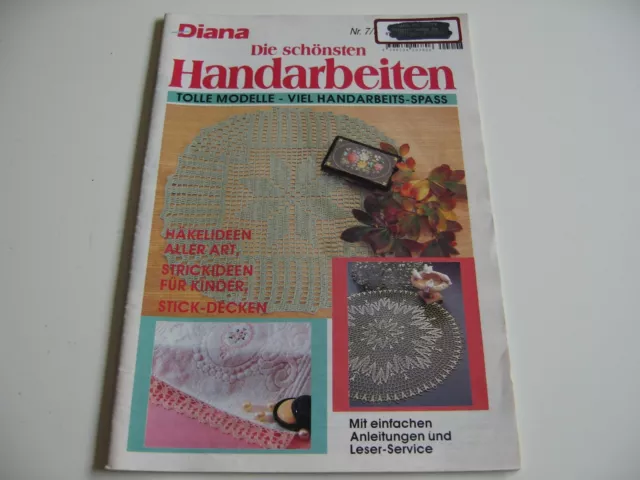 Diana
Nr. 7/
Die schönsten
Handarbeiten
TOLLE MODELLE - VIEL HANDARBEITS-SPASS
HÄKELIDEEN
ALLER ART,
STRICKIDEEN
FÜR KINDER,
STICK-DECKEN
Mit einfachen
Anleitungen und
Leser-Service